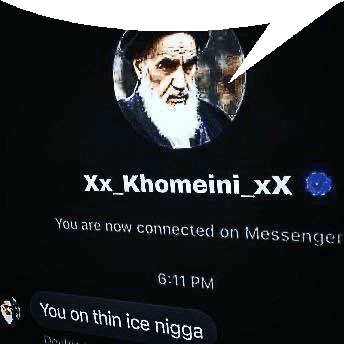 Xx_Khomeini_xX
You are now connected on Messenger
6:11 PM
You on thin ice nigga